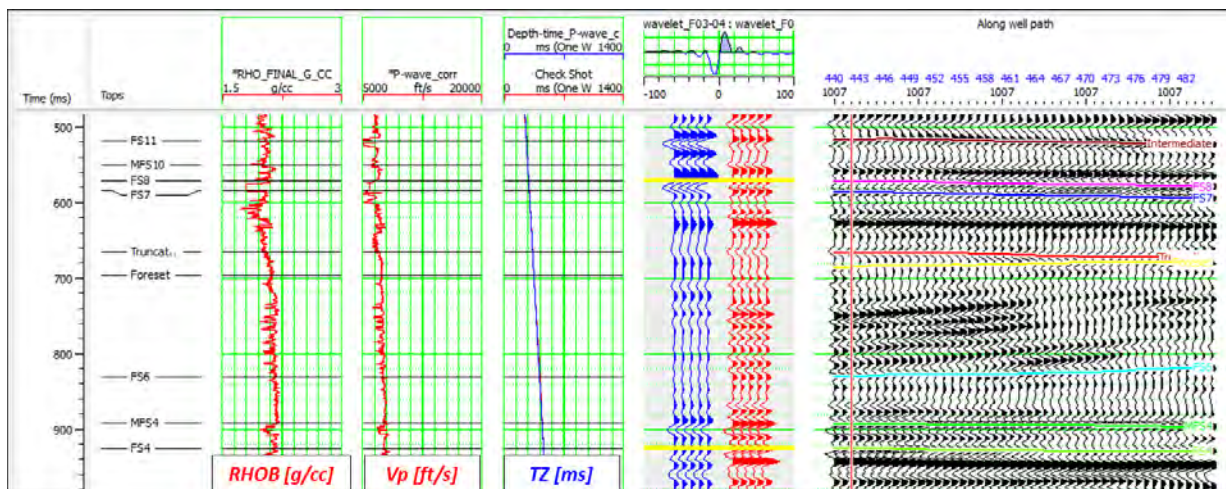 Depth-time_P-wave_c
wavelet_F03-04 : wavelet_F0
Along well path
0 ms (One W 1400
*RHO_FINAL_G_CC
*P-wave_corr
Check Shot
440 443 446 449 452 455 458 461 464 467 470 473 476 479 482
Time (ms)
Tops
1.5 g/cc 3
5000 ft/s 20000
0 ms (One W 1400
-100 0 100
1007 1007 1007 1007 1007
500
FS11
Intermediate
MFS10
FS8
FS8
FS7
FS7
600
Truncat..
Foreset
700
800
FS6
MFS4
MFS4
900
FS4
RHOB [g/cc]
Vp [ft/s]
TZ [ms]